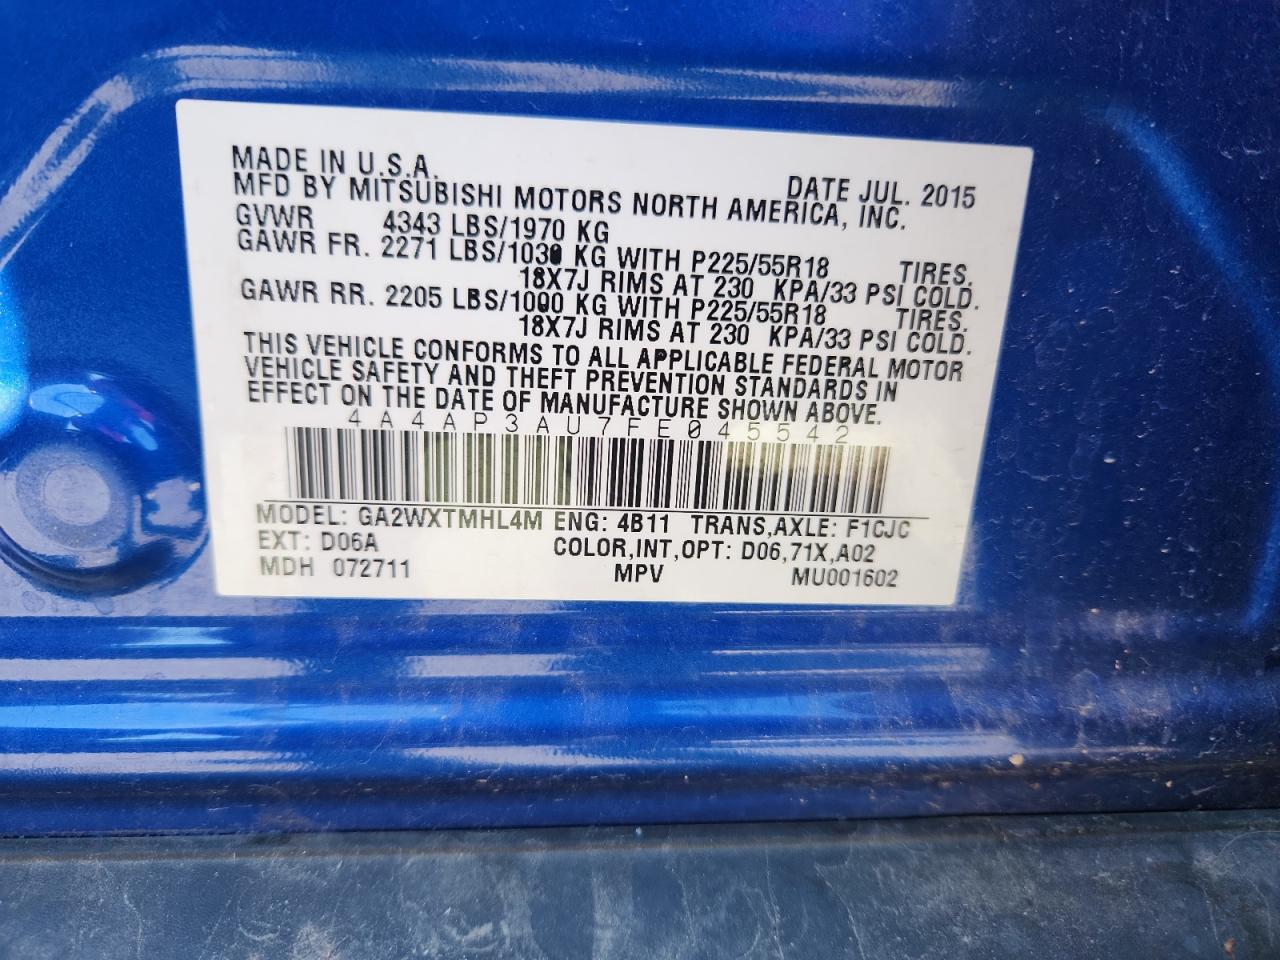 MADE IN U.S.A. DATE JUL. 2015
MFD BY MITSUBISHI MOTORS NORTH AMERICA, INC.
GVWR 4343 LBS/1970 KG
GAWR FR. 2271 LBS/1030 KG WITH P225/55R18 TIRES.
18X7J RIMS AT 230 KPA/33 PSI COLD.
GAWR RR. 2205 LBS/1000 KG WITH P225/55R18 TIRES.
18X7J RIMS AT 230 KPA/33 PSI COLD.
THIS VEHICLE CONFORMS TO ALL APPLICABLE FEDERAL MOTOR
VEHICLE SAFETY AND THEFT PREVENTION STANDARDS IN
EFFECT ON THE DATE OF MANUFACTURE SHOWN ABOVE.
4A4AP3AU7FE045542
MODEL: GA2WXTMHL4M ENG: 4B11 TRANS,AXLE: F1CJC
EXT: D06A COLOR,INT,OPT: D06,71X,A02
MDH 072711 MPV MU001602